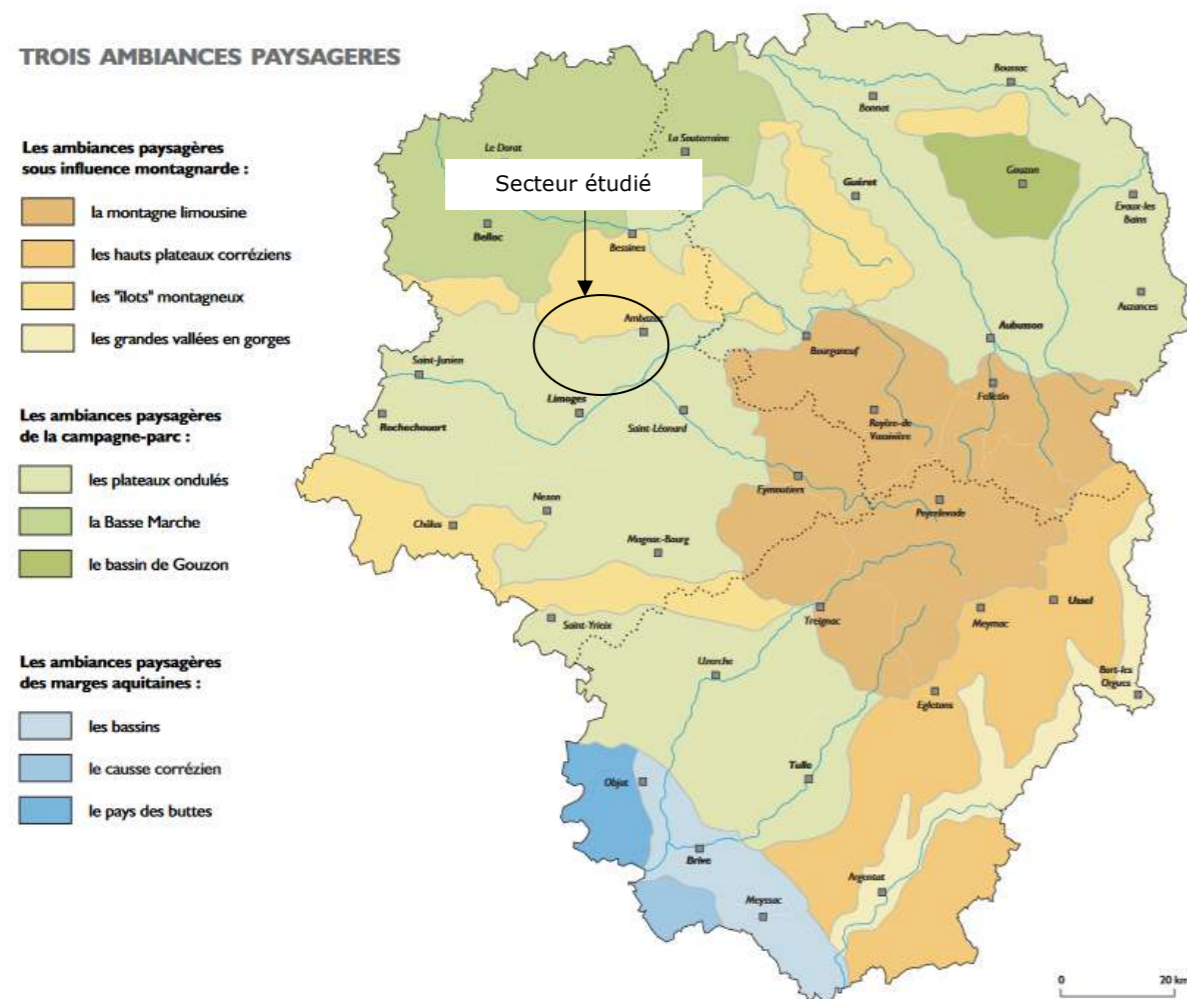 TROIS AMBIANCES PAYSAGERES
Les ambiances paysagères
sous influence montagnarde :
la montagne limousine
les hauts plateaux corréziens
les "îlots" montagneux
les grandes vallées en gorges
Les ambiances paysagères
de la campagne-parc :
les plateaux ondulés
la Basse Marche
le bassin de Gouzon
Les ambiances paysagères
des marges aquitaines :
les bassins
le causse corrézien
le pays des buttes
Boussac
Bonnat
La Souterraine
Le Dorat
Secteur étudié
Gouzon
Guéret
Evaux-les
Bains
Bellac
Bessines
Auzances
Ambazac
Aubusson
Bourganeuf
Saint-Junien
Felletin
Limoges
Rochechouart
Saint-Léonard
Royère-de
Vassivière
Eymoutiers
Nexon
Peyrelevade
Châlus
Magnac-Bourg
Ussel
Treignac
Meymac
Saint-Yrieix
Uzerche
Bort-les
Orgues
Egletons
Tulle
Objat
Brive
Argentat
Meyssac
0 20 km